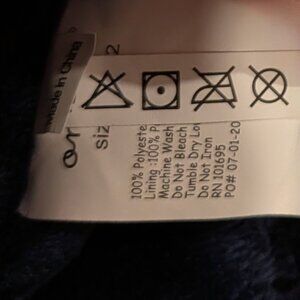 Made in China
siz
2
100% Polyeste
Lining :100% P
Machine Wash
Do Not Bleach
Tumble Dry Lo
Do Not Iron
RN 101695
PO# 07-01-20